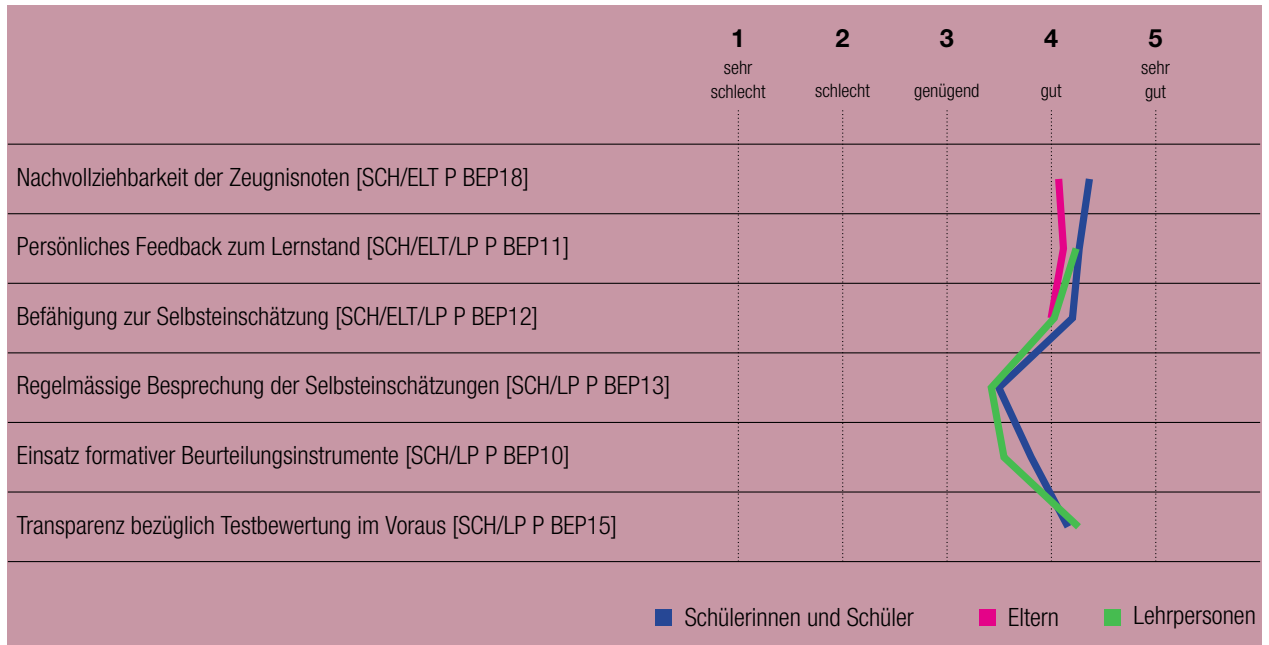 1 2 3 4 5
sehr schlecht schlecht genügend gut sehr gut
Nachvollziehbarkeit der Zeugnisnoten [SCH/ELT P BEP18]
Persönliches Feedback zum Lernstand [SCH/ELT/LP P BEP11]
Befähigung zur Selbsteinschätzung [SCH/ELT/LP P BEP12]
Regelmässige Besprechung der Selbsteinschätzungen [SCH/LP P BEP13]
Einsatz formativer Beurteilungsinstrumente [SCH/LP P BEP10]
Transparenz bezüglich Testbewertung im Voraus [SCH/LP P BEP15]
Schülerinnen und Schüler Eltern Lehrpersonen